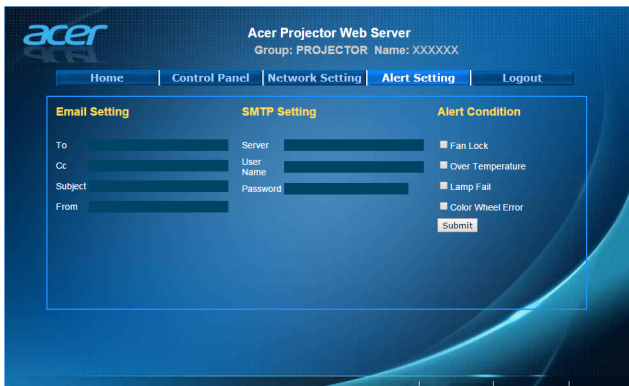 acer
Acer Projector Web Server
Group: PROJECTOR Name: XXXXXX
Home Control Panel Network Setting Alert Setting Logout
Email Setting
To
Cc
Subject
From
SMTP Setting
Server
User Name
Password
Alert Condition
Fan Lock
Over Temperature
Lamp Fail
Color Wheel Error
Submit